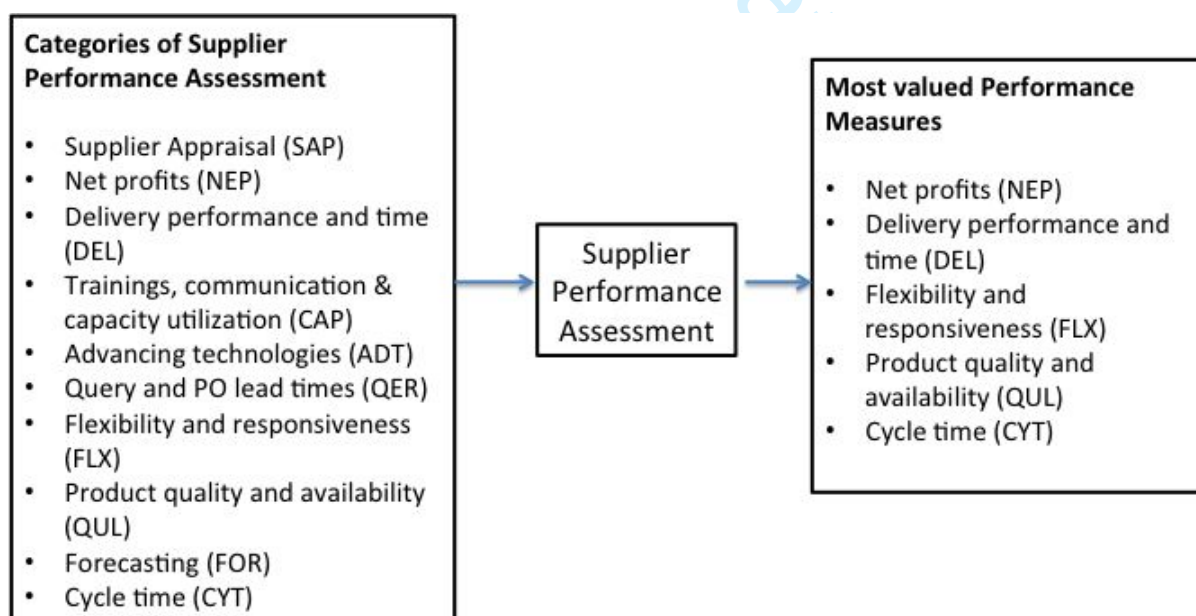 Categories of Supplier
Performance Assessment
• Supplier Appraisal (SAP)
• Net profits (NEP)
• Delivery performance and time
(DEL)
• Trainings, communication &
capacity utilization (CAP)
• Advancing technologies (ADT)
• Query and PO lead times (QER)
• Flexibility and responsiveness
(FLX)
• Product quality and availability
(QUL)
• Forecasting (FOR)
• Cycle time (CYT)
Supplier
Performance
Assessment
Most valued Performance
Measures
• Net profits (NEP)
• Delivery performance and
time (DEL)
• Flexibility and
responsiveness (FLX)
• Product quality and
availability (QUL)
• Cycle time (CYT)